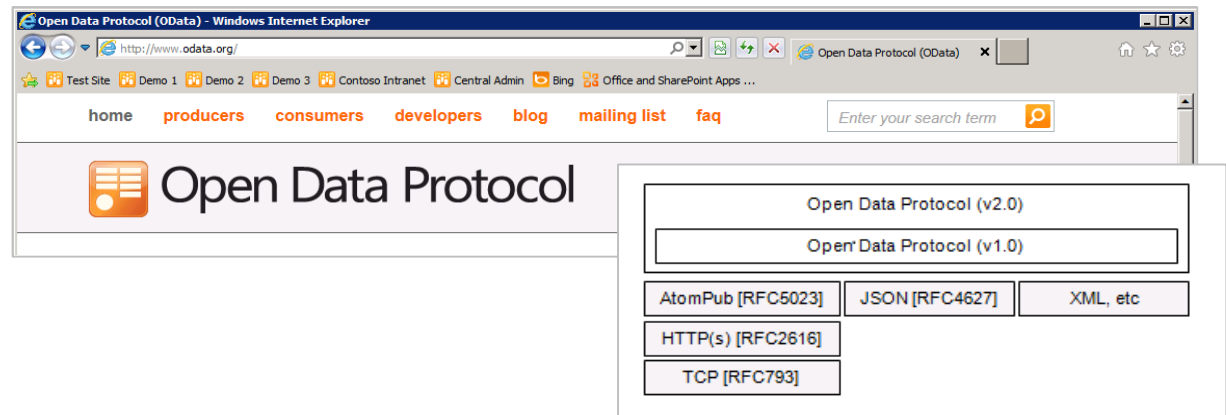 Open Data Protocol (OData) - Windows Internet Explorer
http://www.odata.org/
Open Data Protocol (OData)
Test Site Demo 1 Demo 2 Demo 3 Contoso Intranet Central Admin Bing Office and SharePoint Apps ...
home producers consumers developers blog mailing list faq Enter your search term
Open Data Protocol
Open Data Protocol (v2.0)
Open Data Protocol (v1.0)
AtomPub [RFC5023] JSON [RFC4627] XML, etc
HTTP(s) [RFC2616]
TCP [RFC793]